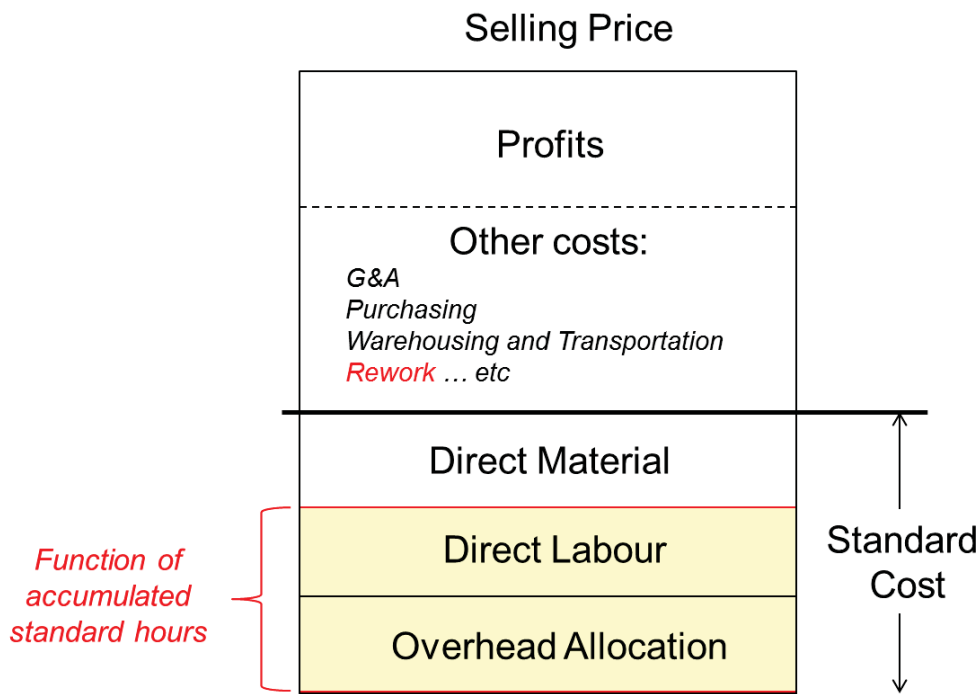 Selling Price
Profits
Other costs:
G&A
Purchasing
Warehousing and Transportation
Rework … etc
Direct Material
Direct Labour
Overhead Allocation
Function of
accumulated
standard hours
Standard
Cost